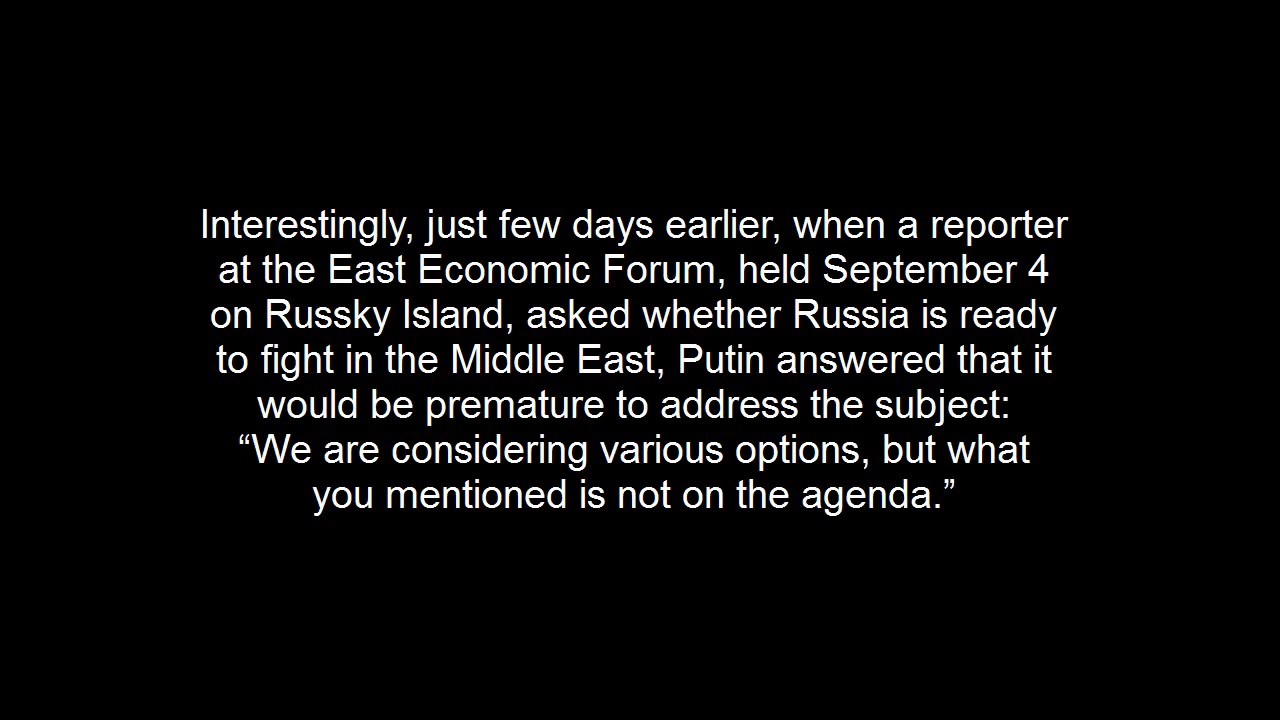 Interestingly, just few days earlier, when a reporter
at the East Economic Forum, held September 4
on Russky Island, asked whether Russia is ready
to fight in the Middle East, Putin answered that it
would be premature to address the subject:
“We are considering various options, but what
you mentioned is not on the agenda.”